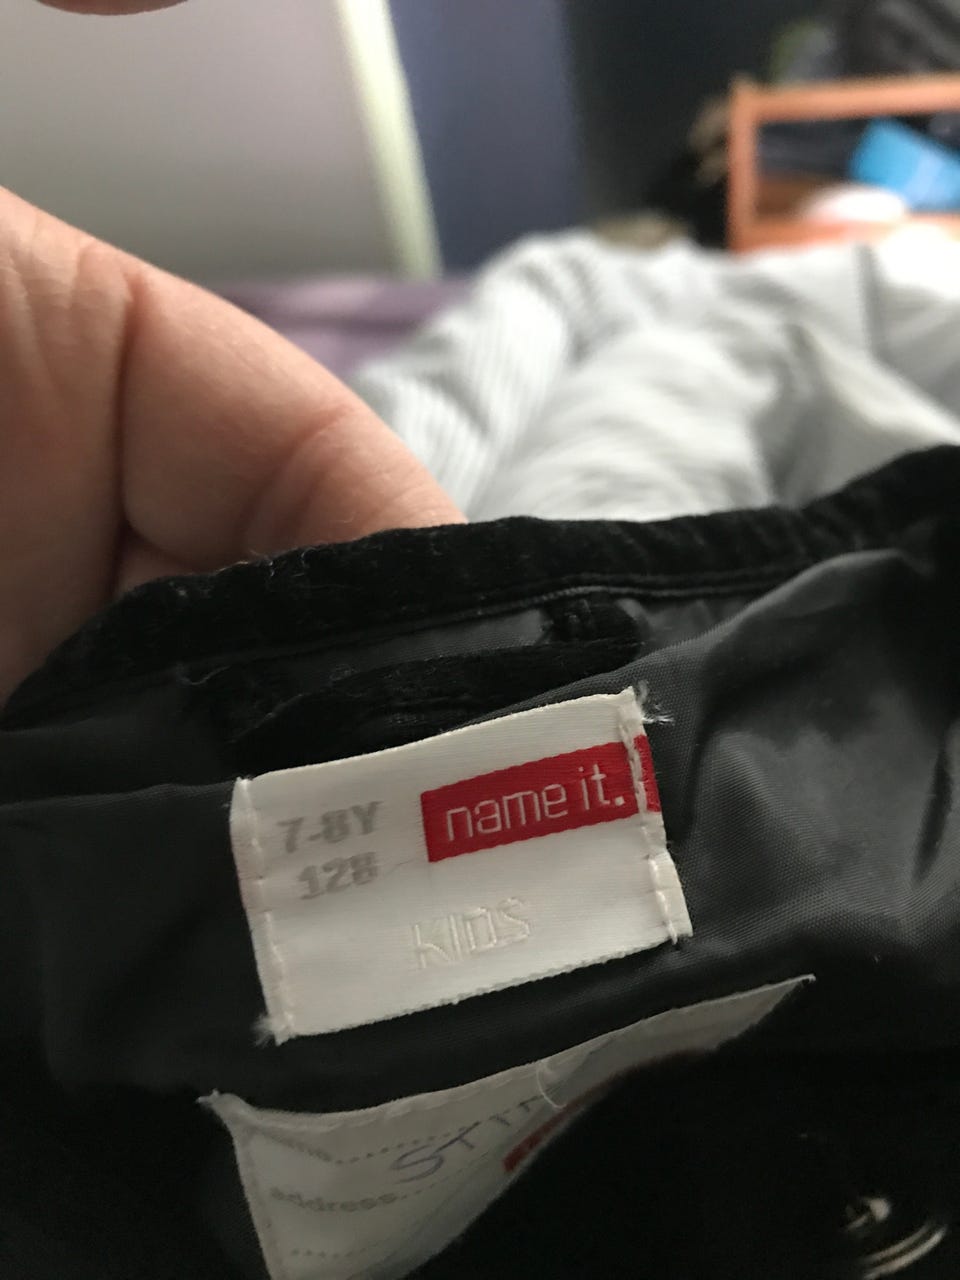 7-8Y
128
name it.
KIDS
address